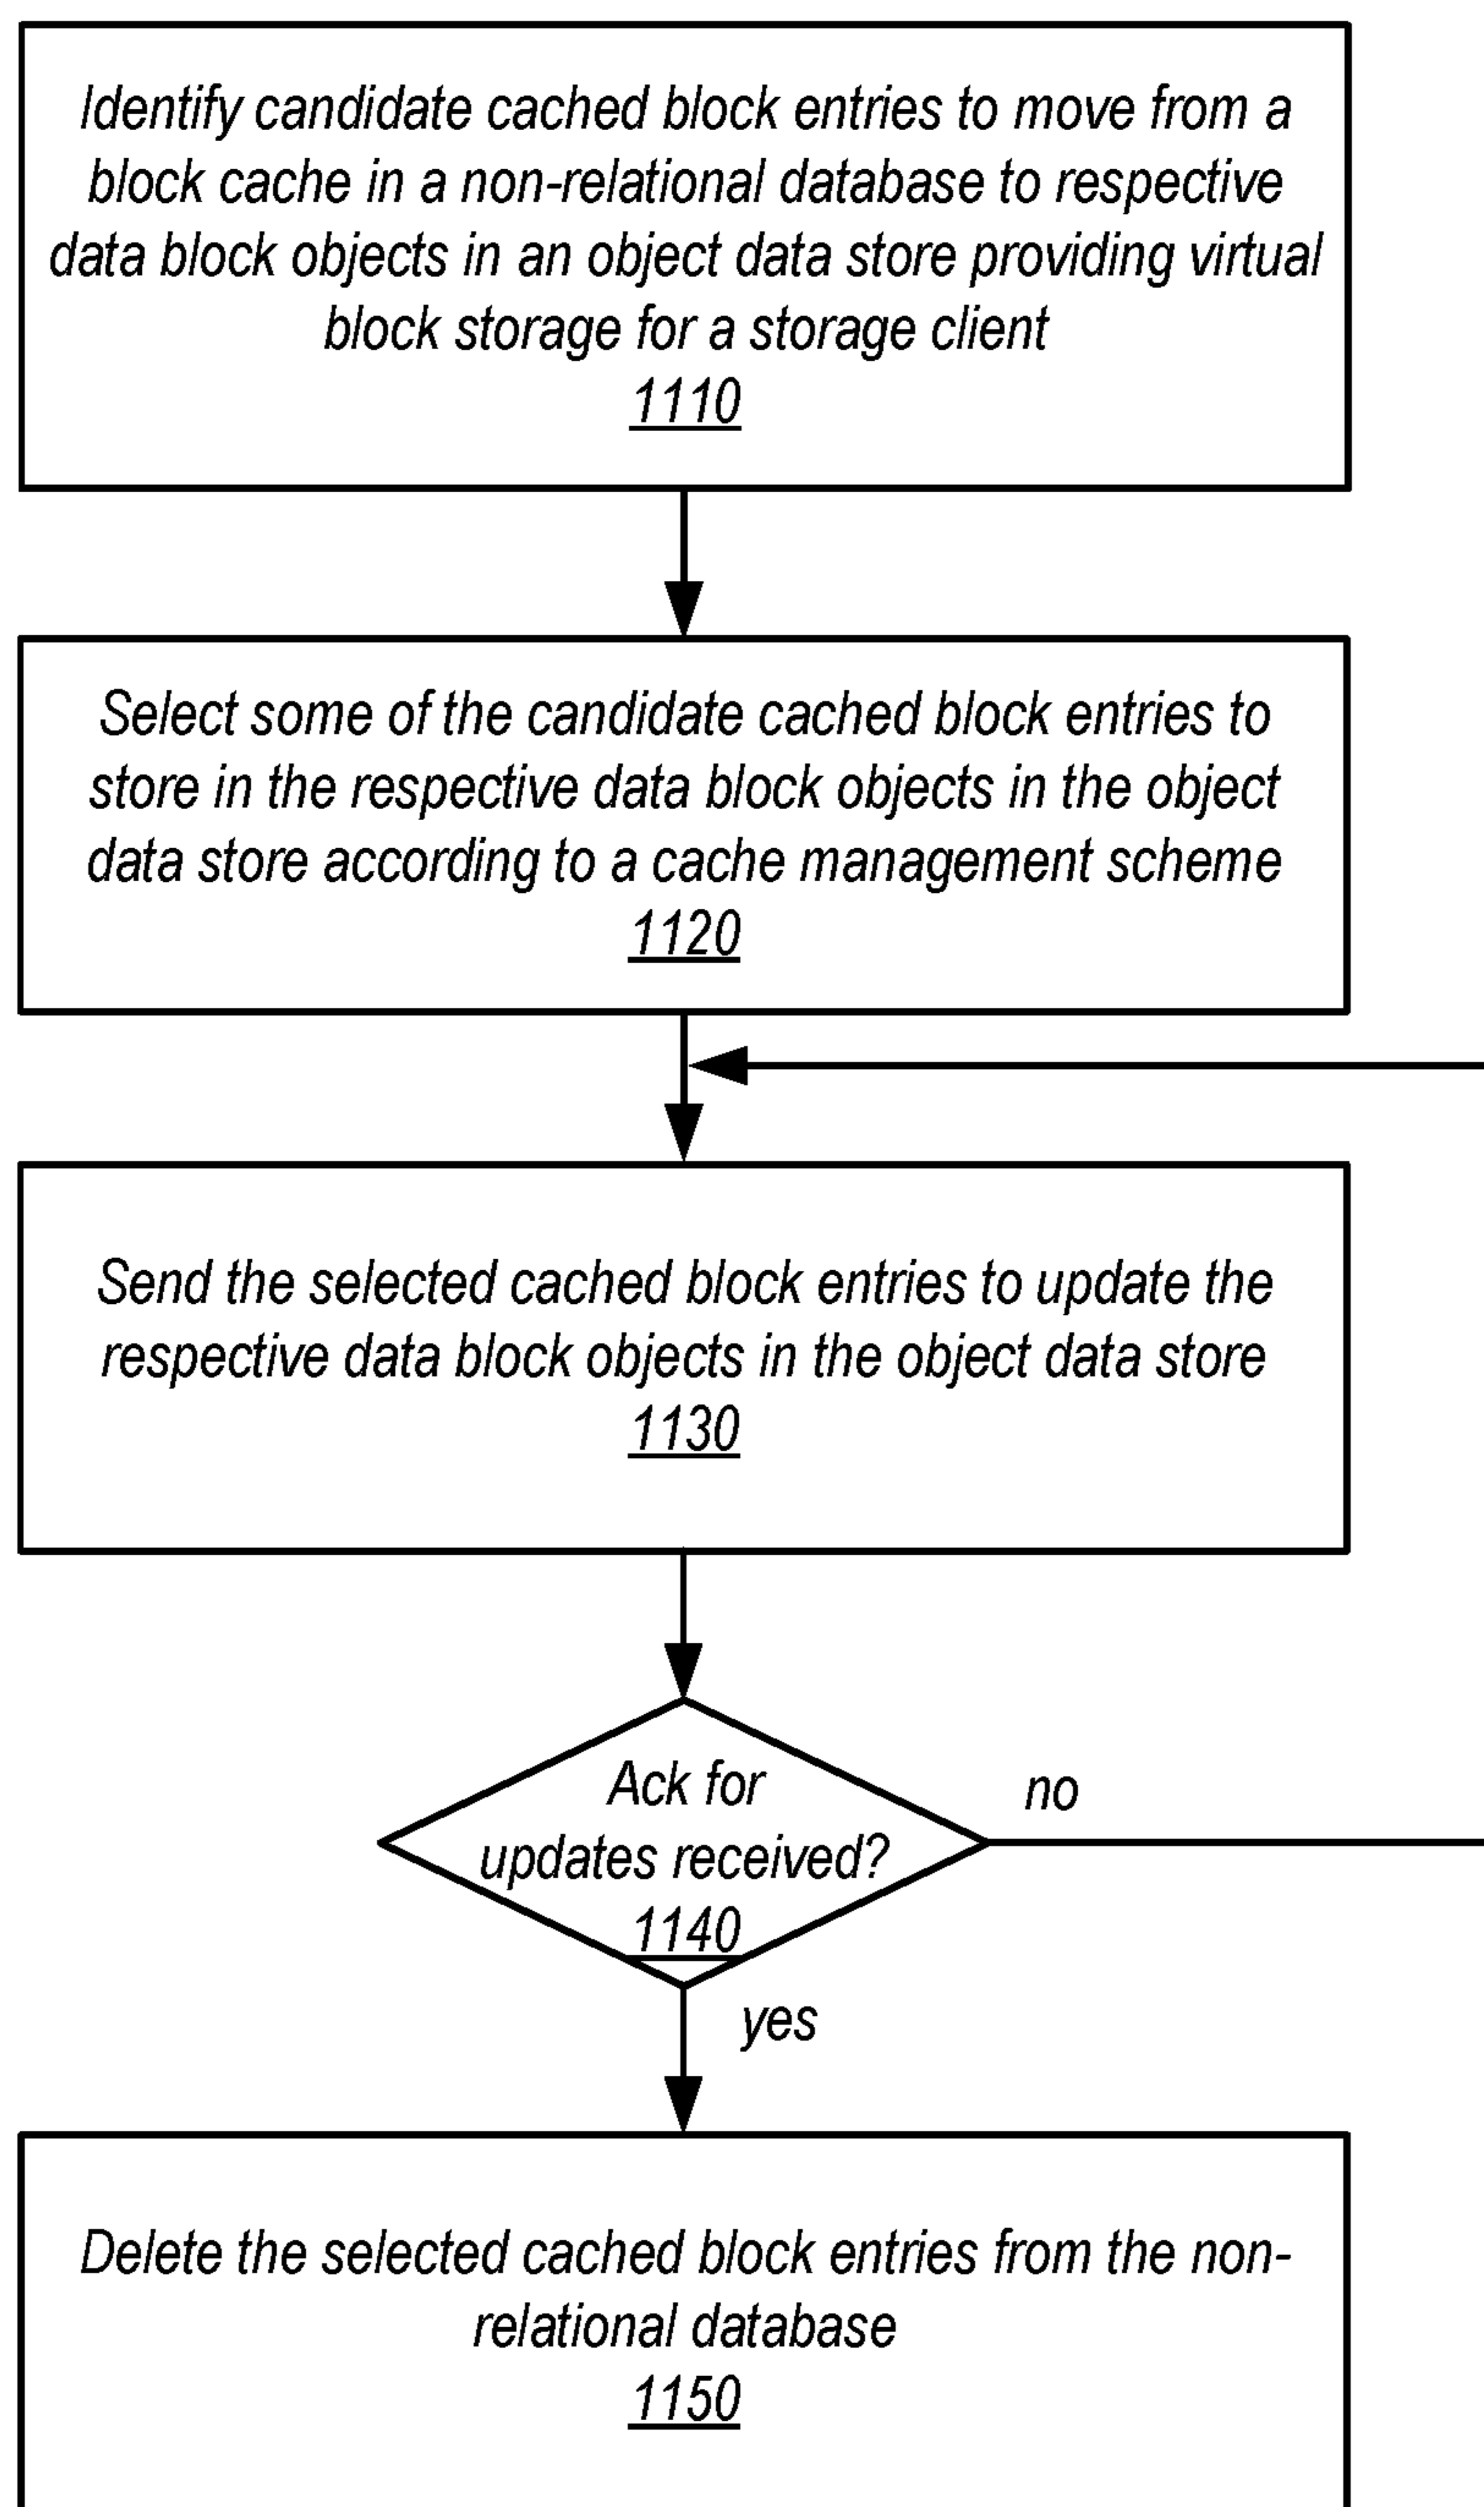 Identify candidate cached block entries to move from a
block cache in a non-relational database to respective
data block objects in an object data store providing virtual
block storage for a storage client
1110
Select some of the candidate cached block entries to
store in the respective data block objects in the object
data store according to a cache management scheme
1120
Send the selected cached block entries to update the
respective data block objects in the object data store
1130
Ack for
updates received?
1140
no
yes
Delete the selected cached block entries from the non-
relational database
1150